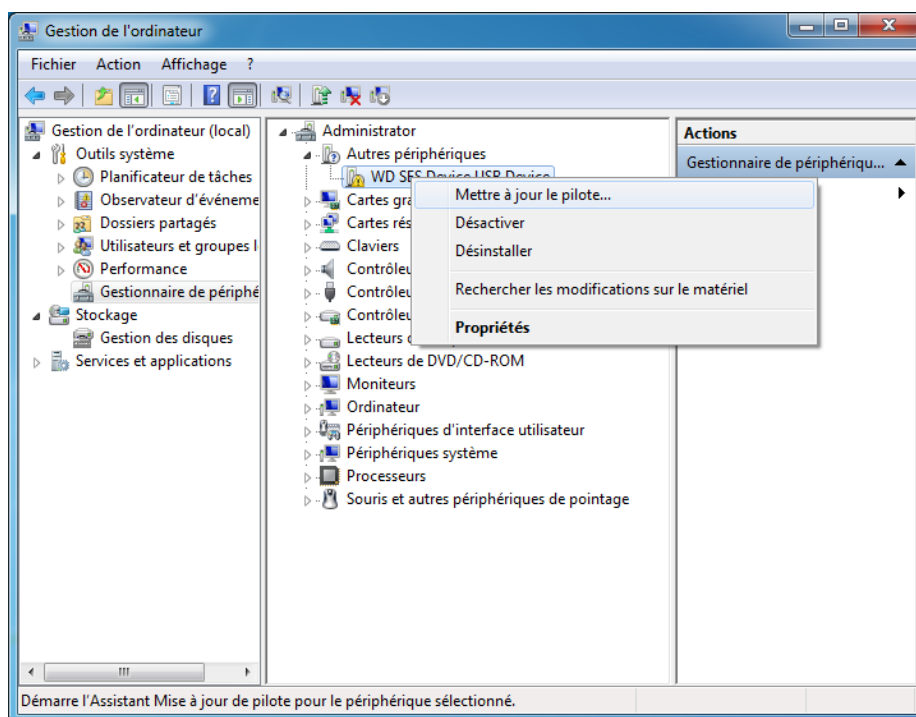 Gestion de l'ordinateur
Fichier Action Affichage ?
Gestion de l'ordinateur (local)
Outils système
Planificateur de tâches
Observateur d'événeme
Dossiers partagés
Utilisateurs et groupes l
Performance
Gestionnaire de périphé
Stockage
Gestion des disques
Services et applications
Administrator
Autres périphériques
WD SES Device USB Device
Cartes gra
Cartes rés
Claviers
Contrôleu
Contrôleu
Contrôleu
Lecteurs
Lecteurs de DVD/CD-ROM
Moniteurs
Ordinateur
Périphériques d'interface utilisateur
Périphériques système
Processeurs
Souris et autres périphériques de pointage
Mettre à jour le pilote...
Désactiver
Désinstaller
Rechercher les modifications sur le matériel
Propriétés
Actions
Gestionnaire de périphériqu...
Démarre l'Assistant Mise à jour de pilote pour le périphérique sélectionné.